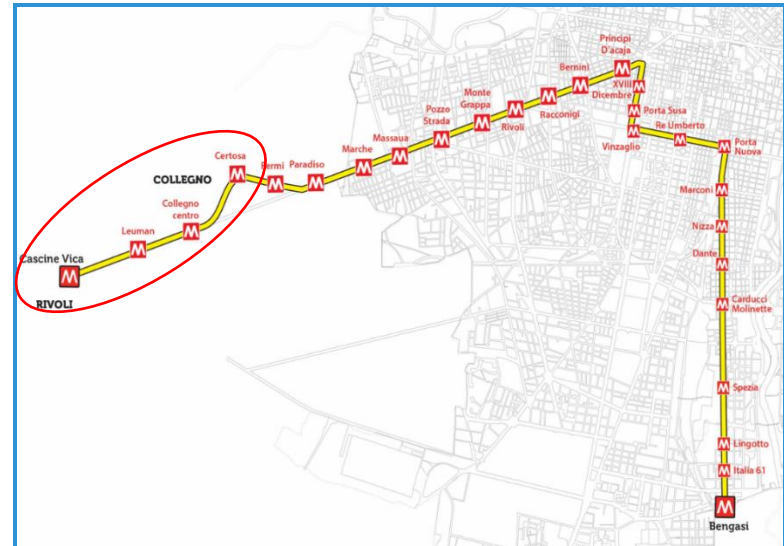 Cascine Vica
RIVOLI
Leuman
Collegno
centro
COLLEGNO
Certosa
Fermi
Paradiso
Marche
Massaua
Pozzo
Strada
Monte
Grappa
Rivoli
Racconigi
Bernini
Principi
D'acaja
XVIII
Dicembre
Porta Susa
Vinzaglio
Re Umberto
Porta
Nuova
Marconi
Nizza
Dante
Carducci
Molinette
Spezia
Lingotto
Italia 61
Bengasi